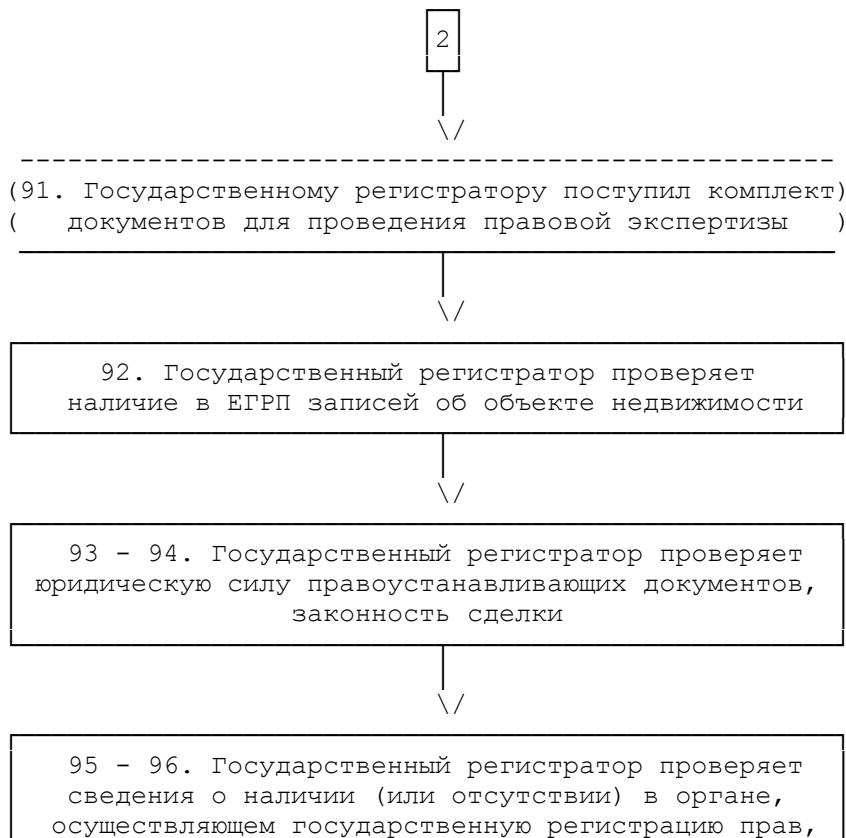 2
(91. Государственному регистратору поступил комплект)
( документов для проведения правовой экспертизы )
92. Государственный регистратор проверяет
наличие в ЕГРП записей об объекте недвижимости
93 - 94. Государственный регистратор проверяет
юридическую силу правоустанавливающих документов,
законность сделки
95 - 96. Государственный регистратор проверяет
сведения о наличии (или отсутствии) в органе,
осуществляющем государственную регистрацию прав,